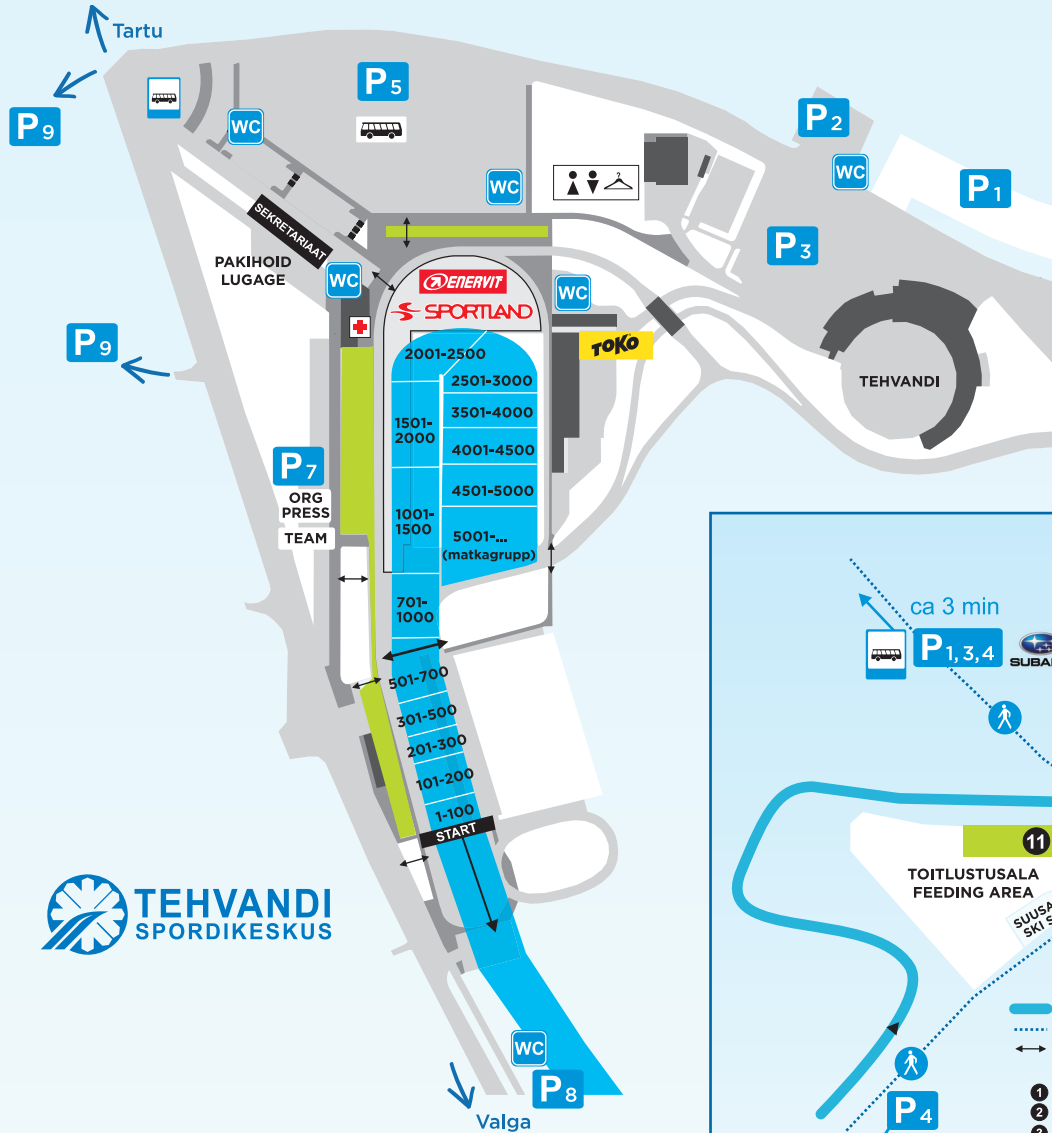 Tartu
P9
P5
WC
P2
WC
P1
WC
SEKRETARIAAT
PAKIHOID
LUGAGE
P3
WC
ENERVIT
SPORTLAND
WC
TOKO
P9
2001-2500
2501-3000
TEHVANDI
3501-4000
1501-
2000
4001-4500
P7
ORG
PRESS
TEAM
4501-5000
1001-
1500
5001-...
(matkagrupp)
701-
1000
501-700
301-500
201-300
101-200
1-100
START
TEHVANDI
SPORDIKESKUS
WC
P8
Valga
ca 3 min
P1, 3, 4
11
TOITLUSTUSALA
FEEDING AREA
P4
1
2